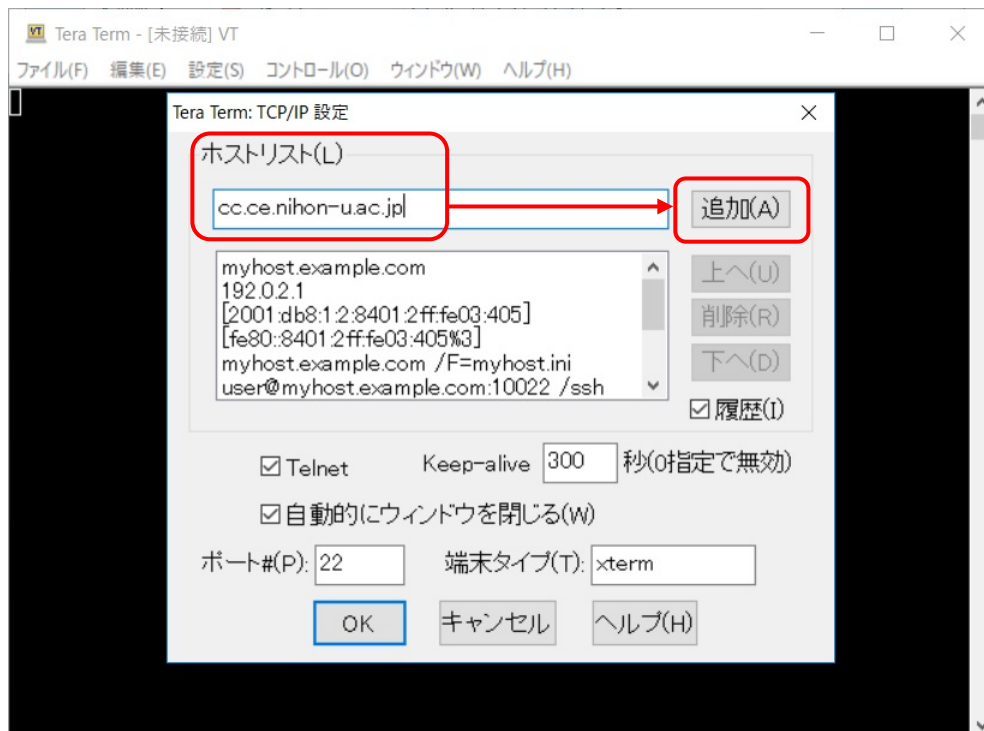 Tera Term - [未接続] VT
ファイル(F) 編集(E) 設定(S) コントロール(O) ウィンドウ(W) ヘルプ(H)
Tera Term: TCP/IP 設定
ホストリスト(L)
cc.ce.nihon-u.ac.jp
追加(A)
myhost.example.com
192.0.2.1
[2001:db8:1:2:8401:2ff:fe03:405]
[fe80::8401:2ff:fe03:405%3]
myhost.example.com /F=myhost.ini
user@myhost.example.com:10022 /ssh
上へ(U)
削除(R)
下へ(D)
履歴(I)
Telnet Keep-alive 300 秒(0指定で無効)
自動的にウィンドウを閉じる(W)
ポート#(P): 22 端末タイプ(T): xterm
OK キャンセル ヘルプ(H)